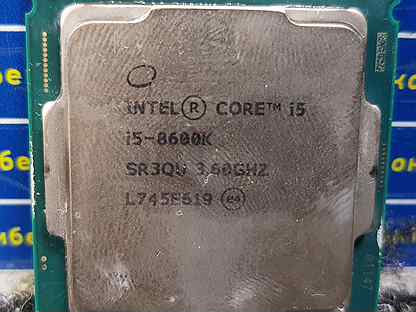 INTEL® CORE™ i5
i5-8600K
SR3QU 3.60GHZ
L745E619 e4